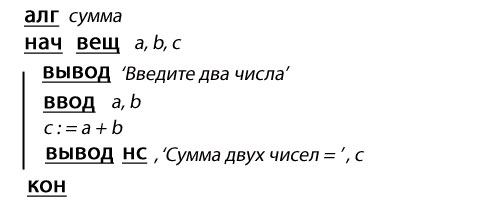 алг сумма
нач вещ a, b, c
вывод ‘Введите два числа’
ввод a, b
c : = a + b
вывод нс , ‘Сумма двух чисел = ’ , c
кон